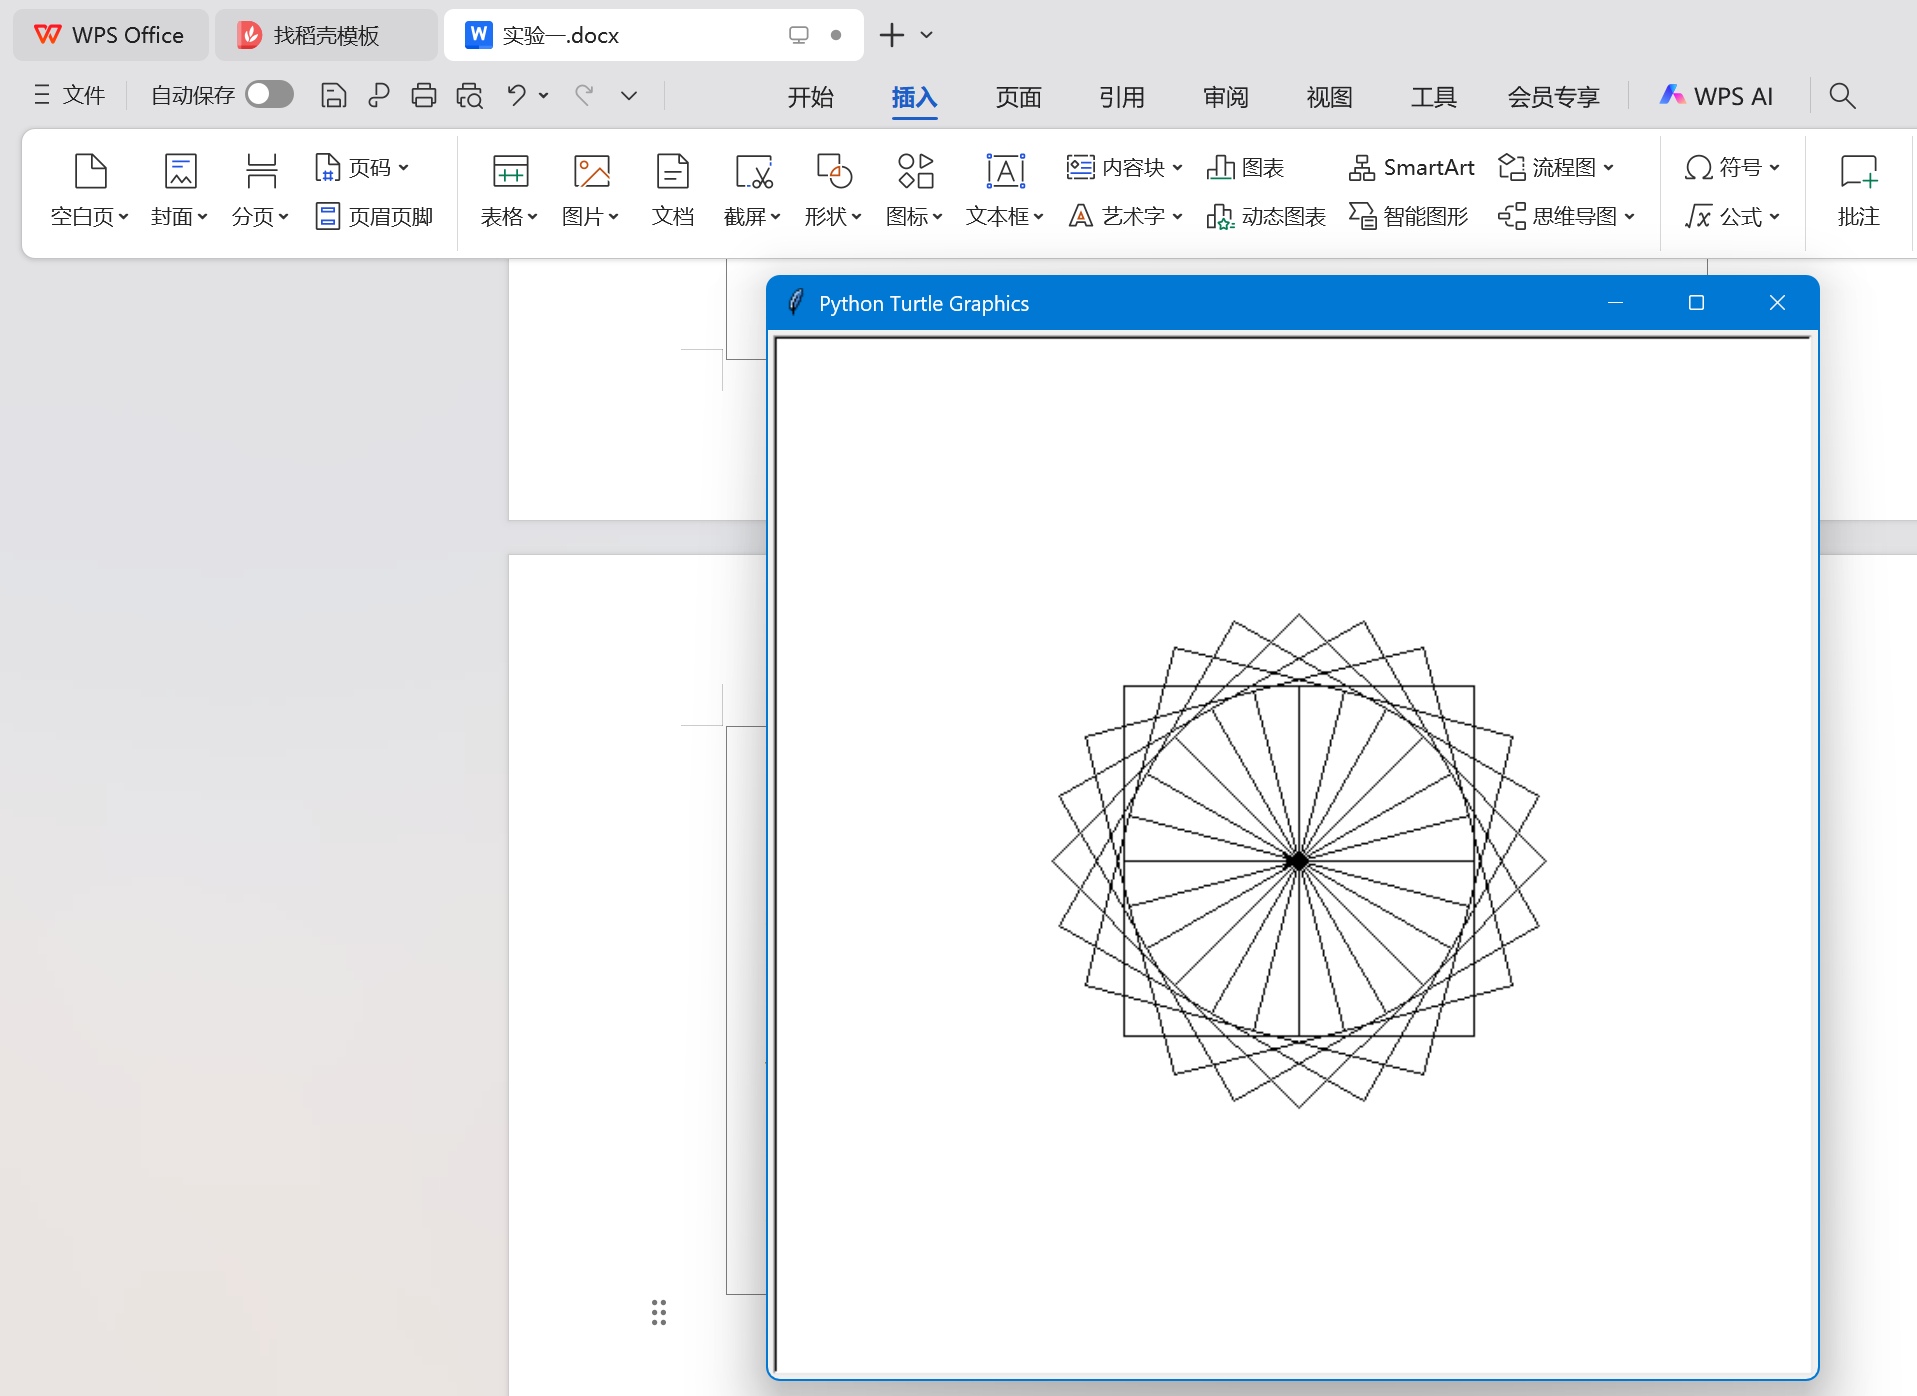 WPS Office 找稻壳模板 W 实验一.docx
文件 自动保存 开始 插入 页面 引用 审阅 视图 工具 会员专享 WPS AI
页码 内容块 图表 SmartArt 流程图 符号
空白页 封面 分页 页眉页脚 表格 图片 文档 截屏 形状 图标 文本框 艺术字 动态图表 智能图形 思维导图 公式 批注
Python Turtle Graphics